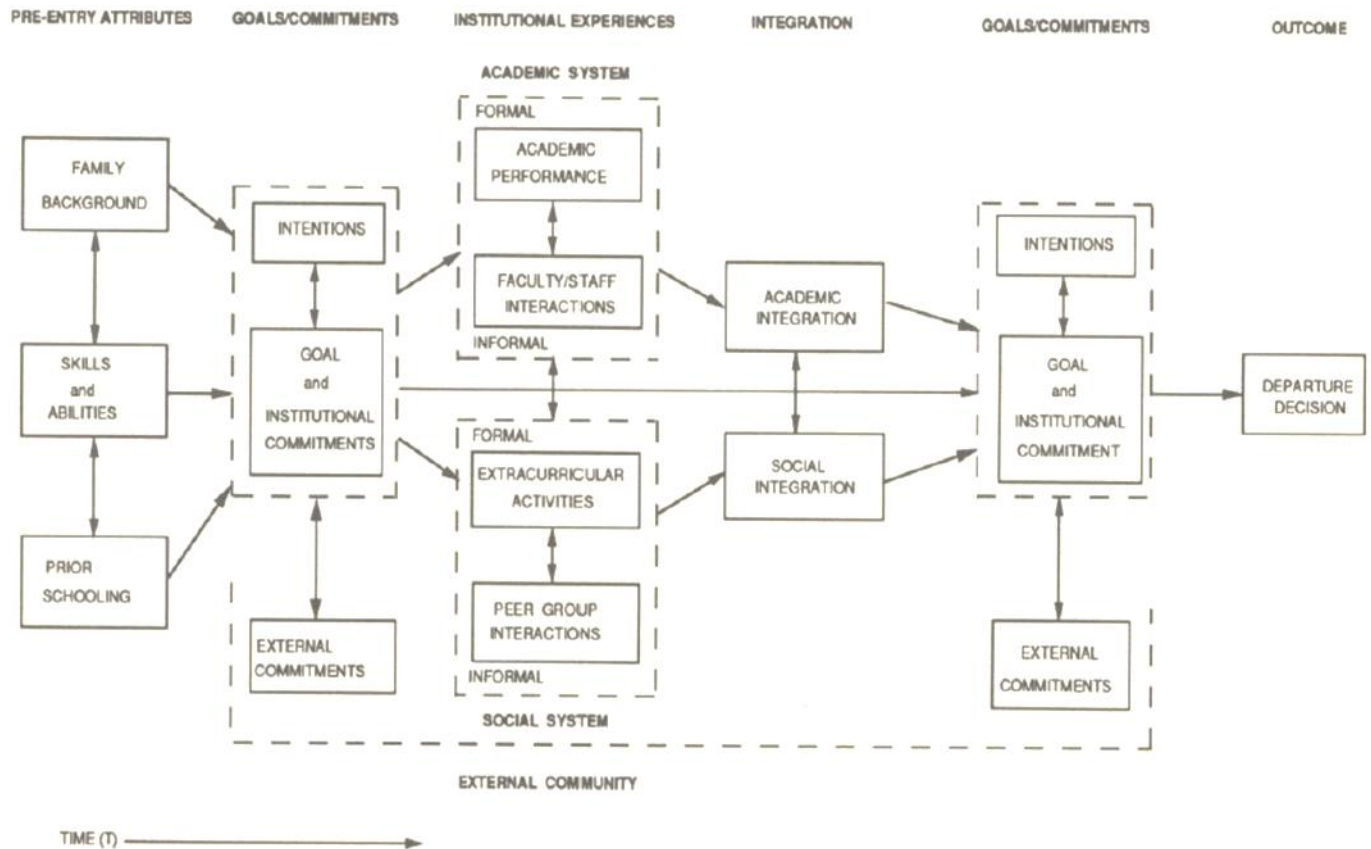 PRE-ENTRY ATTRIBUTES
GOALS/COMMITMENTS
INSTITUTIONAL EXPERIENCES
INTEGRATION
GOALS/COMMITMENTS
OUTCOME
ACADEMIC SYSTEM
FORMAL
ACADEMIC
PERFORMANCE
FACULTY/STAFF
INTERACTIONS
INFORMAL
FAMILY
BACKGROUND
SKILLS
and
ABILITIES
PRIOR
SCHOOLING
INTENTIONS
GOAL
and
INSTITUTIONAL
COMMITMENTS
EXTERNAL
COMMITMENTS
FORMAL
EXTRACURRICULAR
ACTIVITIES
PEER GROUP
INTERACTIONS
INFORMAL
SOCIAL SYSTEM
ACADEMIC
INTEGRATION
SOCIAL
INTEGRATION
INTENTIONS
GOAL
and
INSTITUTIONAL
COMMITMENT
EXTERNAL
COMMITMENTS
DEPARTURE
DECISION
EXTERNAL COMMUNITY
TIME (T)